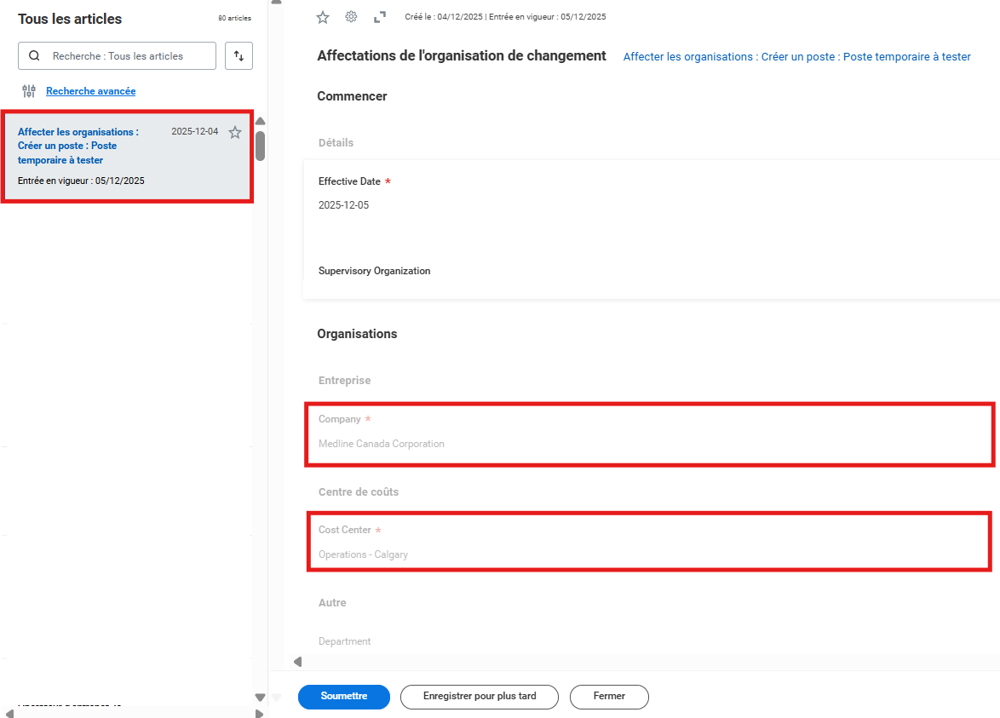 Tous les articles
80 articles
Recherche : Tous les articles
Recherche avancée
Affecter les organisations :
Créer un poste : Poste
temporaire à tester
2025-12-04
Entrée en vigueur : 05/12/2025
Créé le : 04/12/2025 | Entrée en vigueur : 05/12/2025
Affectations de l'organisation de changement
Affecter les organisations : Créer un poste : Poste temporaire à tester
Commencer
Détails
Effective Date *
2025-12-05
Supervisory Organization
Organisations
Entreprise
Company *
Medline Canada Corporation
Centre de coûts
Cost Center *
Operations - Calgary
Autre
Department
Soumettre
Enregistrer pour plus tard
Fermer